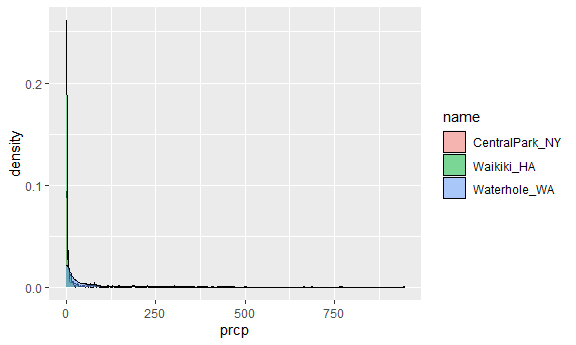 density
0.2
0.1
0.0
0
250
500
750
prcp
name
CentralPark_NY
Waikiki_HA
Waterhole_WA